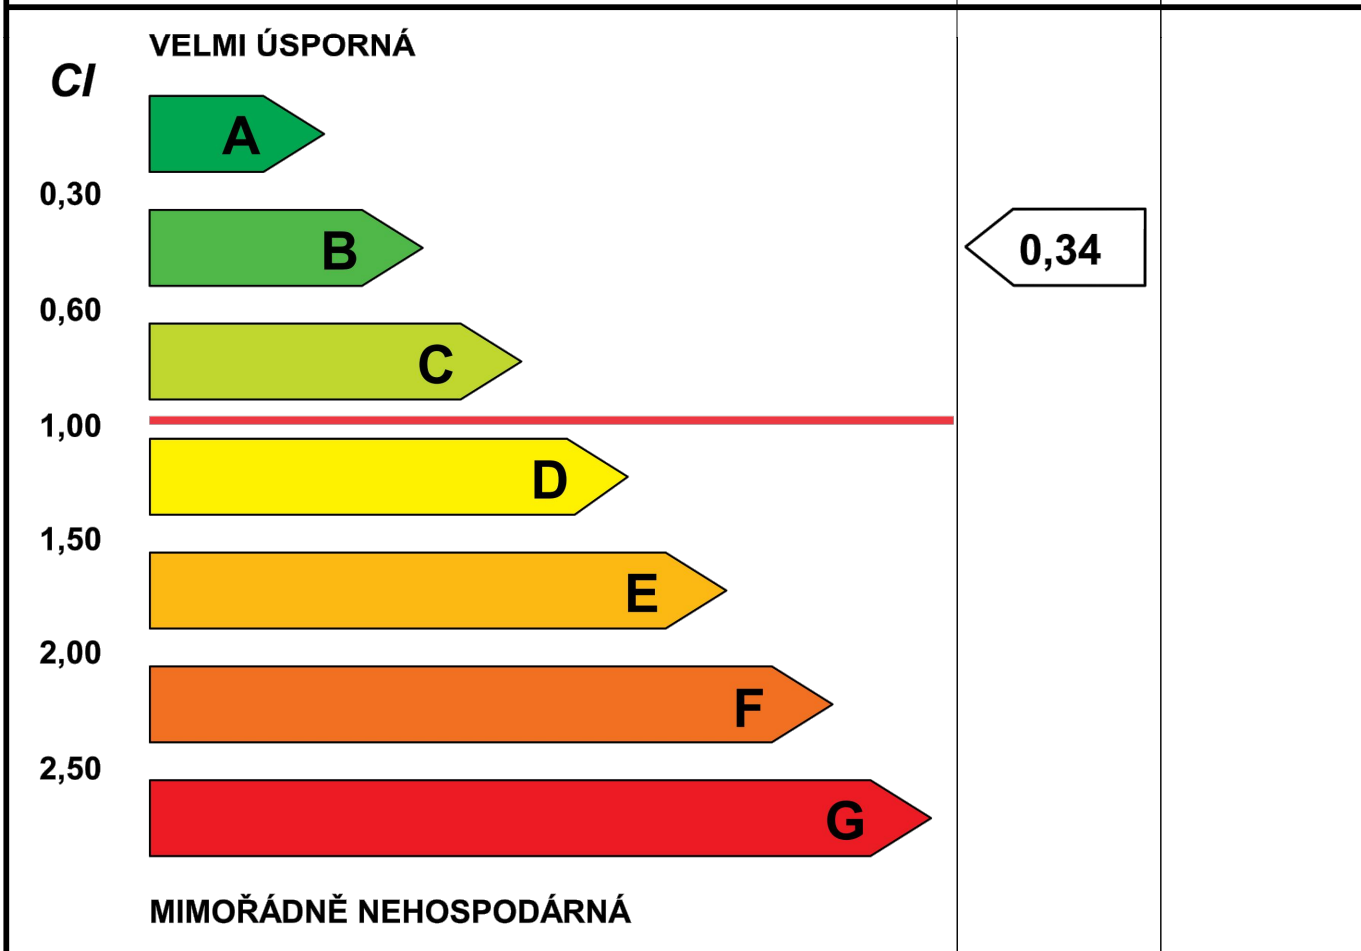 VELMI ÚSPORNÁ
CI
A
0,30
B
0,34
0,60
C
1,00
D
1,50
E
2,00
F
2,50
G
MIMOŘÁDNĚ NEHOSPODÁRNÁ